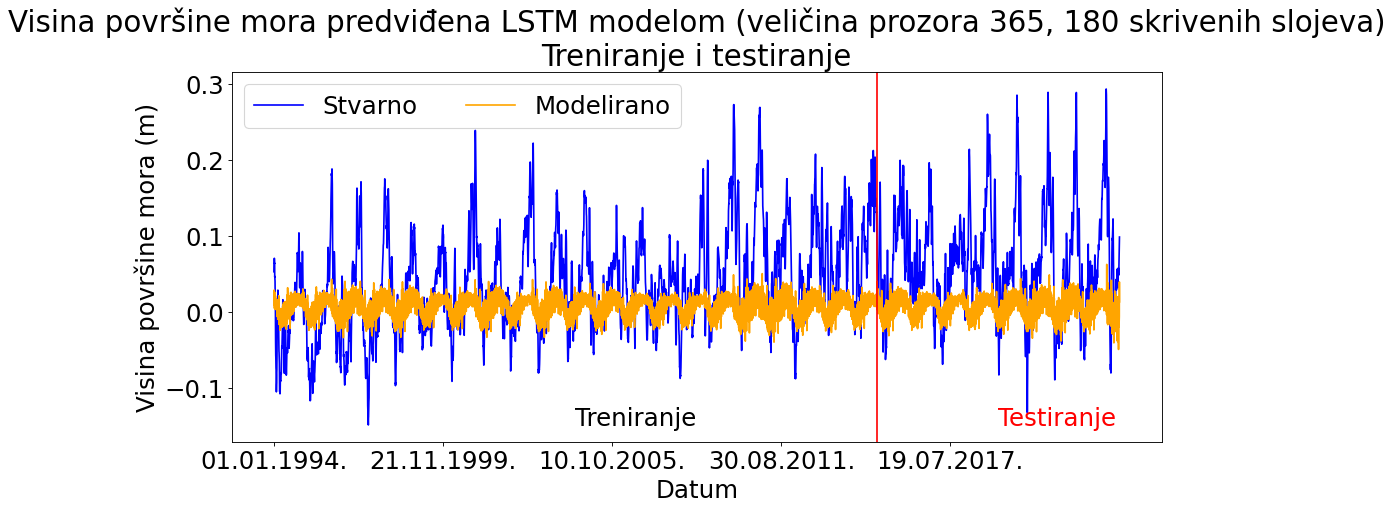 Visina površine mora predviđena LSTM modelom (veličina prozora 365, 180 skrivenih slojeva)
Treniranje i testiranje
Stvarno
Modelirano
Visina površine mora (m)
0.3
0.2
0.1
0.0
−0.1
Treniranje
Testiranje
01.01.1994.
21.11.1999.
10.10.2005.
30.08.2011.
19.07.2017.
Datum